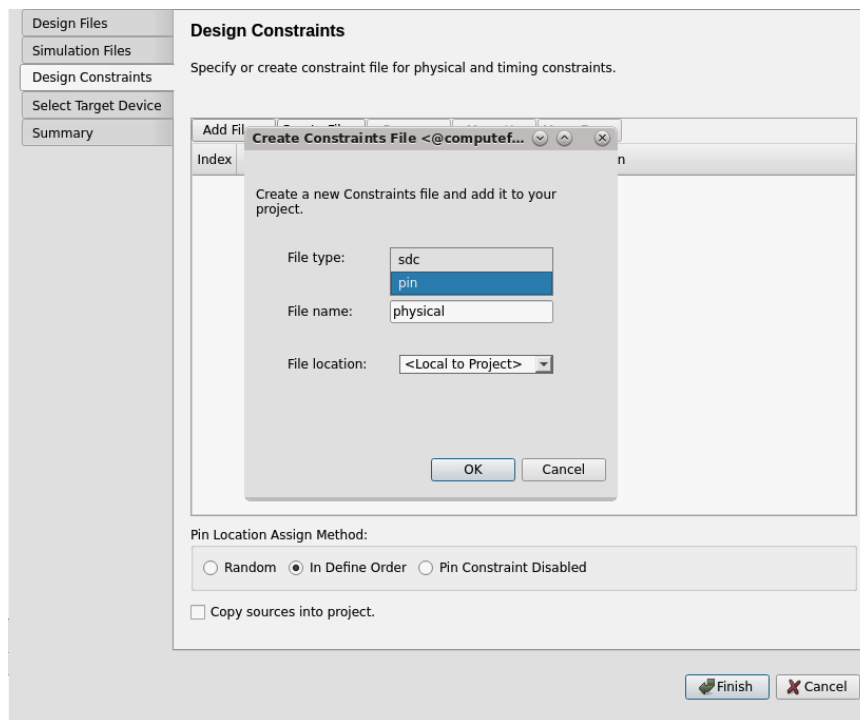 Design Files
Simulation Files
Design Constraints
Select Target Device
Summary
Design Constraints
Specify or create constraint file for physical and timing constraints.
Add
Index
Create Constraints File <@computef...
Create a new Constraints file and add it to your
project.
File type:
sdc
pin
File name:
physical
File location:
<Local to Project>
OK
Cancel
Pin Location Assign Method:
Random
In Define Order
Pin Constraint Disabled
Copy sources into project.
Finish
Cancel